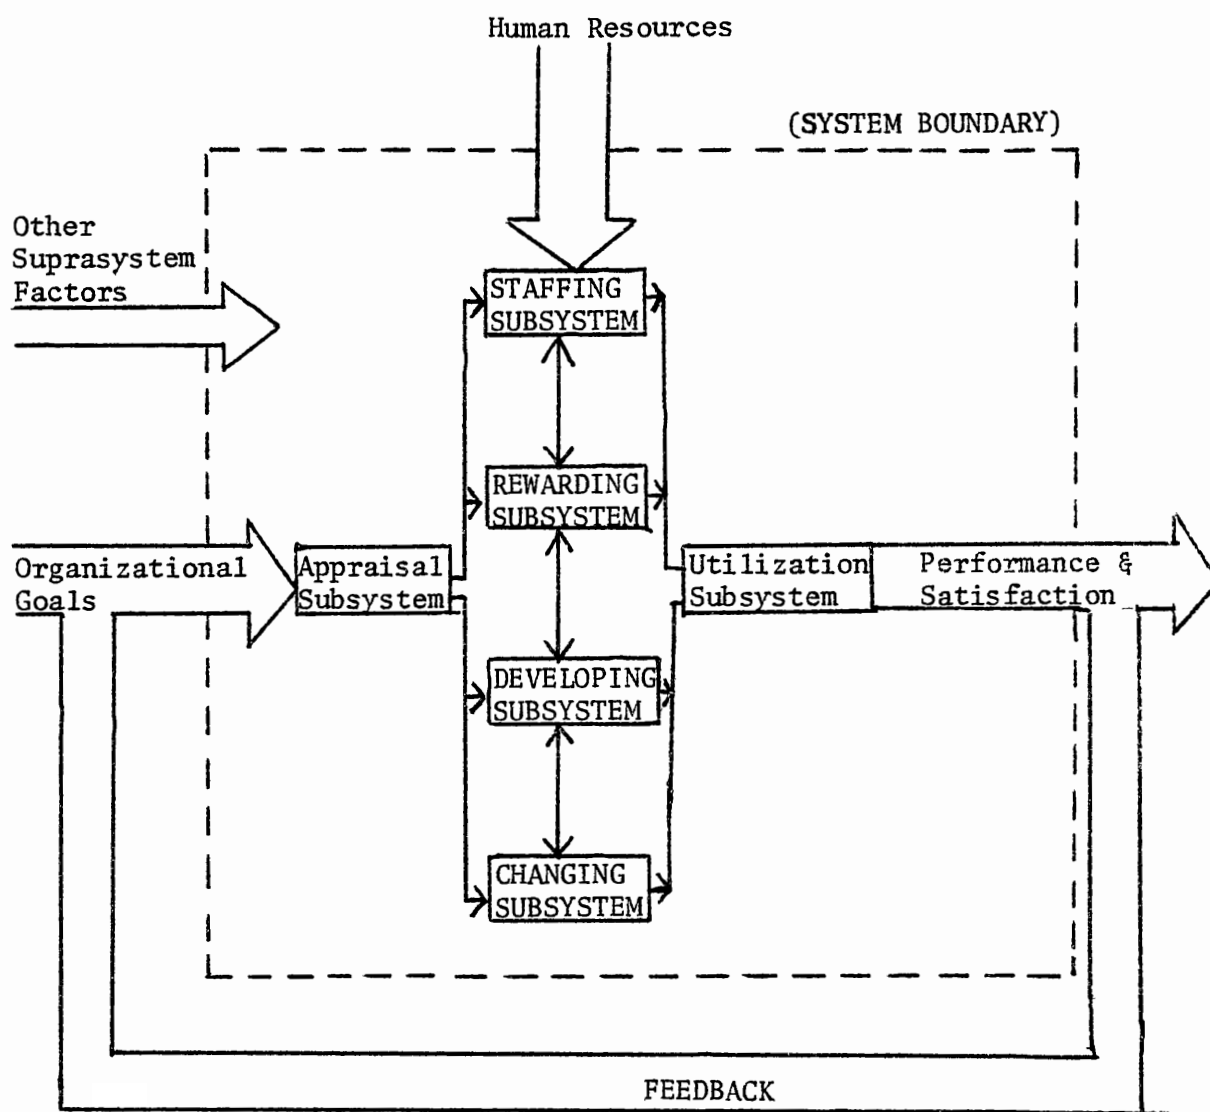 Human Resources
(SYSTEM BOUNDARY)
Other
Suprasystem
Factors
STAFFING
SUBSYSTEM
REWARDING
SUBSYSTEM
Organizational
Goals
Appraisal
Subsystem
Utilization
Subsystem
Performance &
Satisfaction
DEVELOPING
SUBSYSTEM
CHANGING
SUBSYSTEM
FEEDBACK